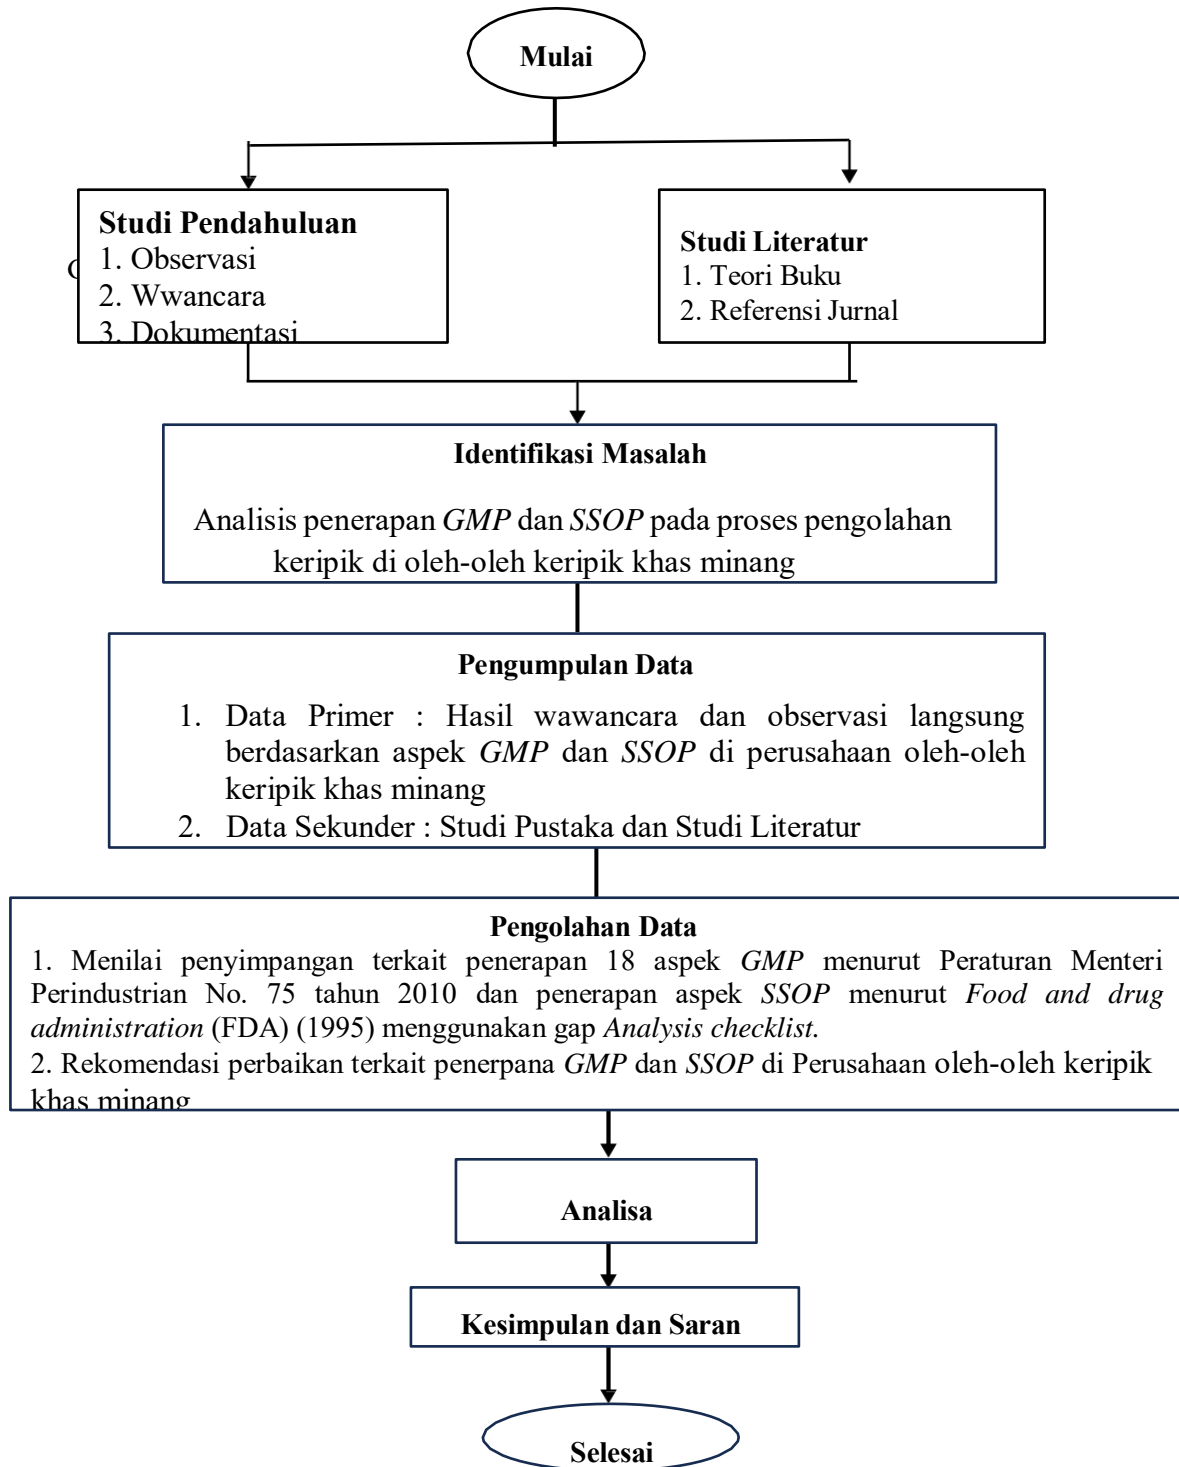 Mulai
Studi Pendahuluan
1. Observasi
2. Wwancara
3. Dokumentasi
Studi Literatur
1. Teori Buku
2. Referensi Jurnal
Identifikasi Masalah
Analisis penerapan GMP dan SSOP pada proses pengolahan
keripik di oleh-oleh keripik khas minang
Pengumpulan Data
1. Data Primer : Hasil wawancara dan observasi langsung
berdasarkan aspek GMP dan SSOP di perusahaan oleh-oleh
keripik khas minang
2. Data Sekunder : Studi Pustaka dan Studi Literatur
Pengolahan Data
1. Menilai penyimpangan terkait penerapan 18 aspek GMP menurut Peraturan Menteri
Perindustrian No. 75 tahun 2010 dan penerapan aspek SSOP menurut Food and drug
administration (FDA) (1995) menggunakan gap Analysis checklist.
2. Rekomendasi perbaikan terkait penerpana GMP dan SSOP di Perusahaan oleh-oleh keripik
khas minang
Analisa
Kesimpulan dan Saran
Selesai